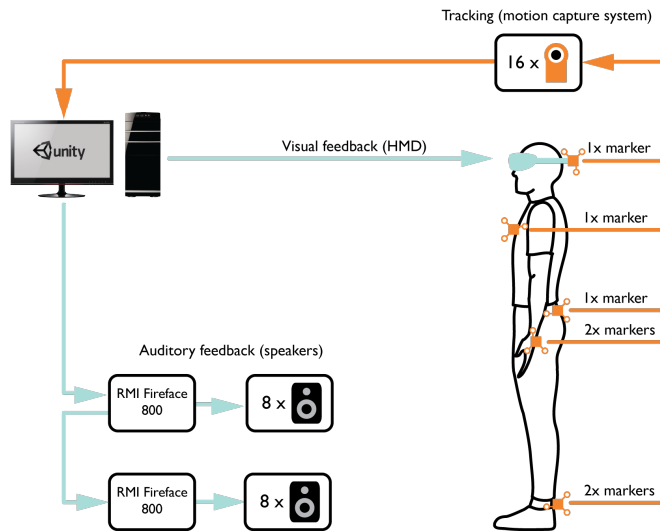 Tracking (motion capture system)
16 x
unity
Visual feedback (HMD)
1x marker
1x marker
1x marker
2x markers
Auditory feedback (speakers)
RMI Fireface
800
8 x
RMI Fireface
800
8 x
2x markers